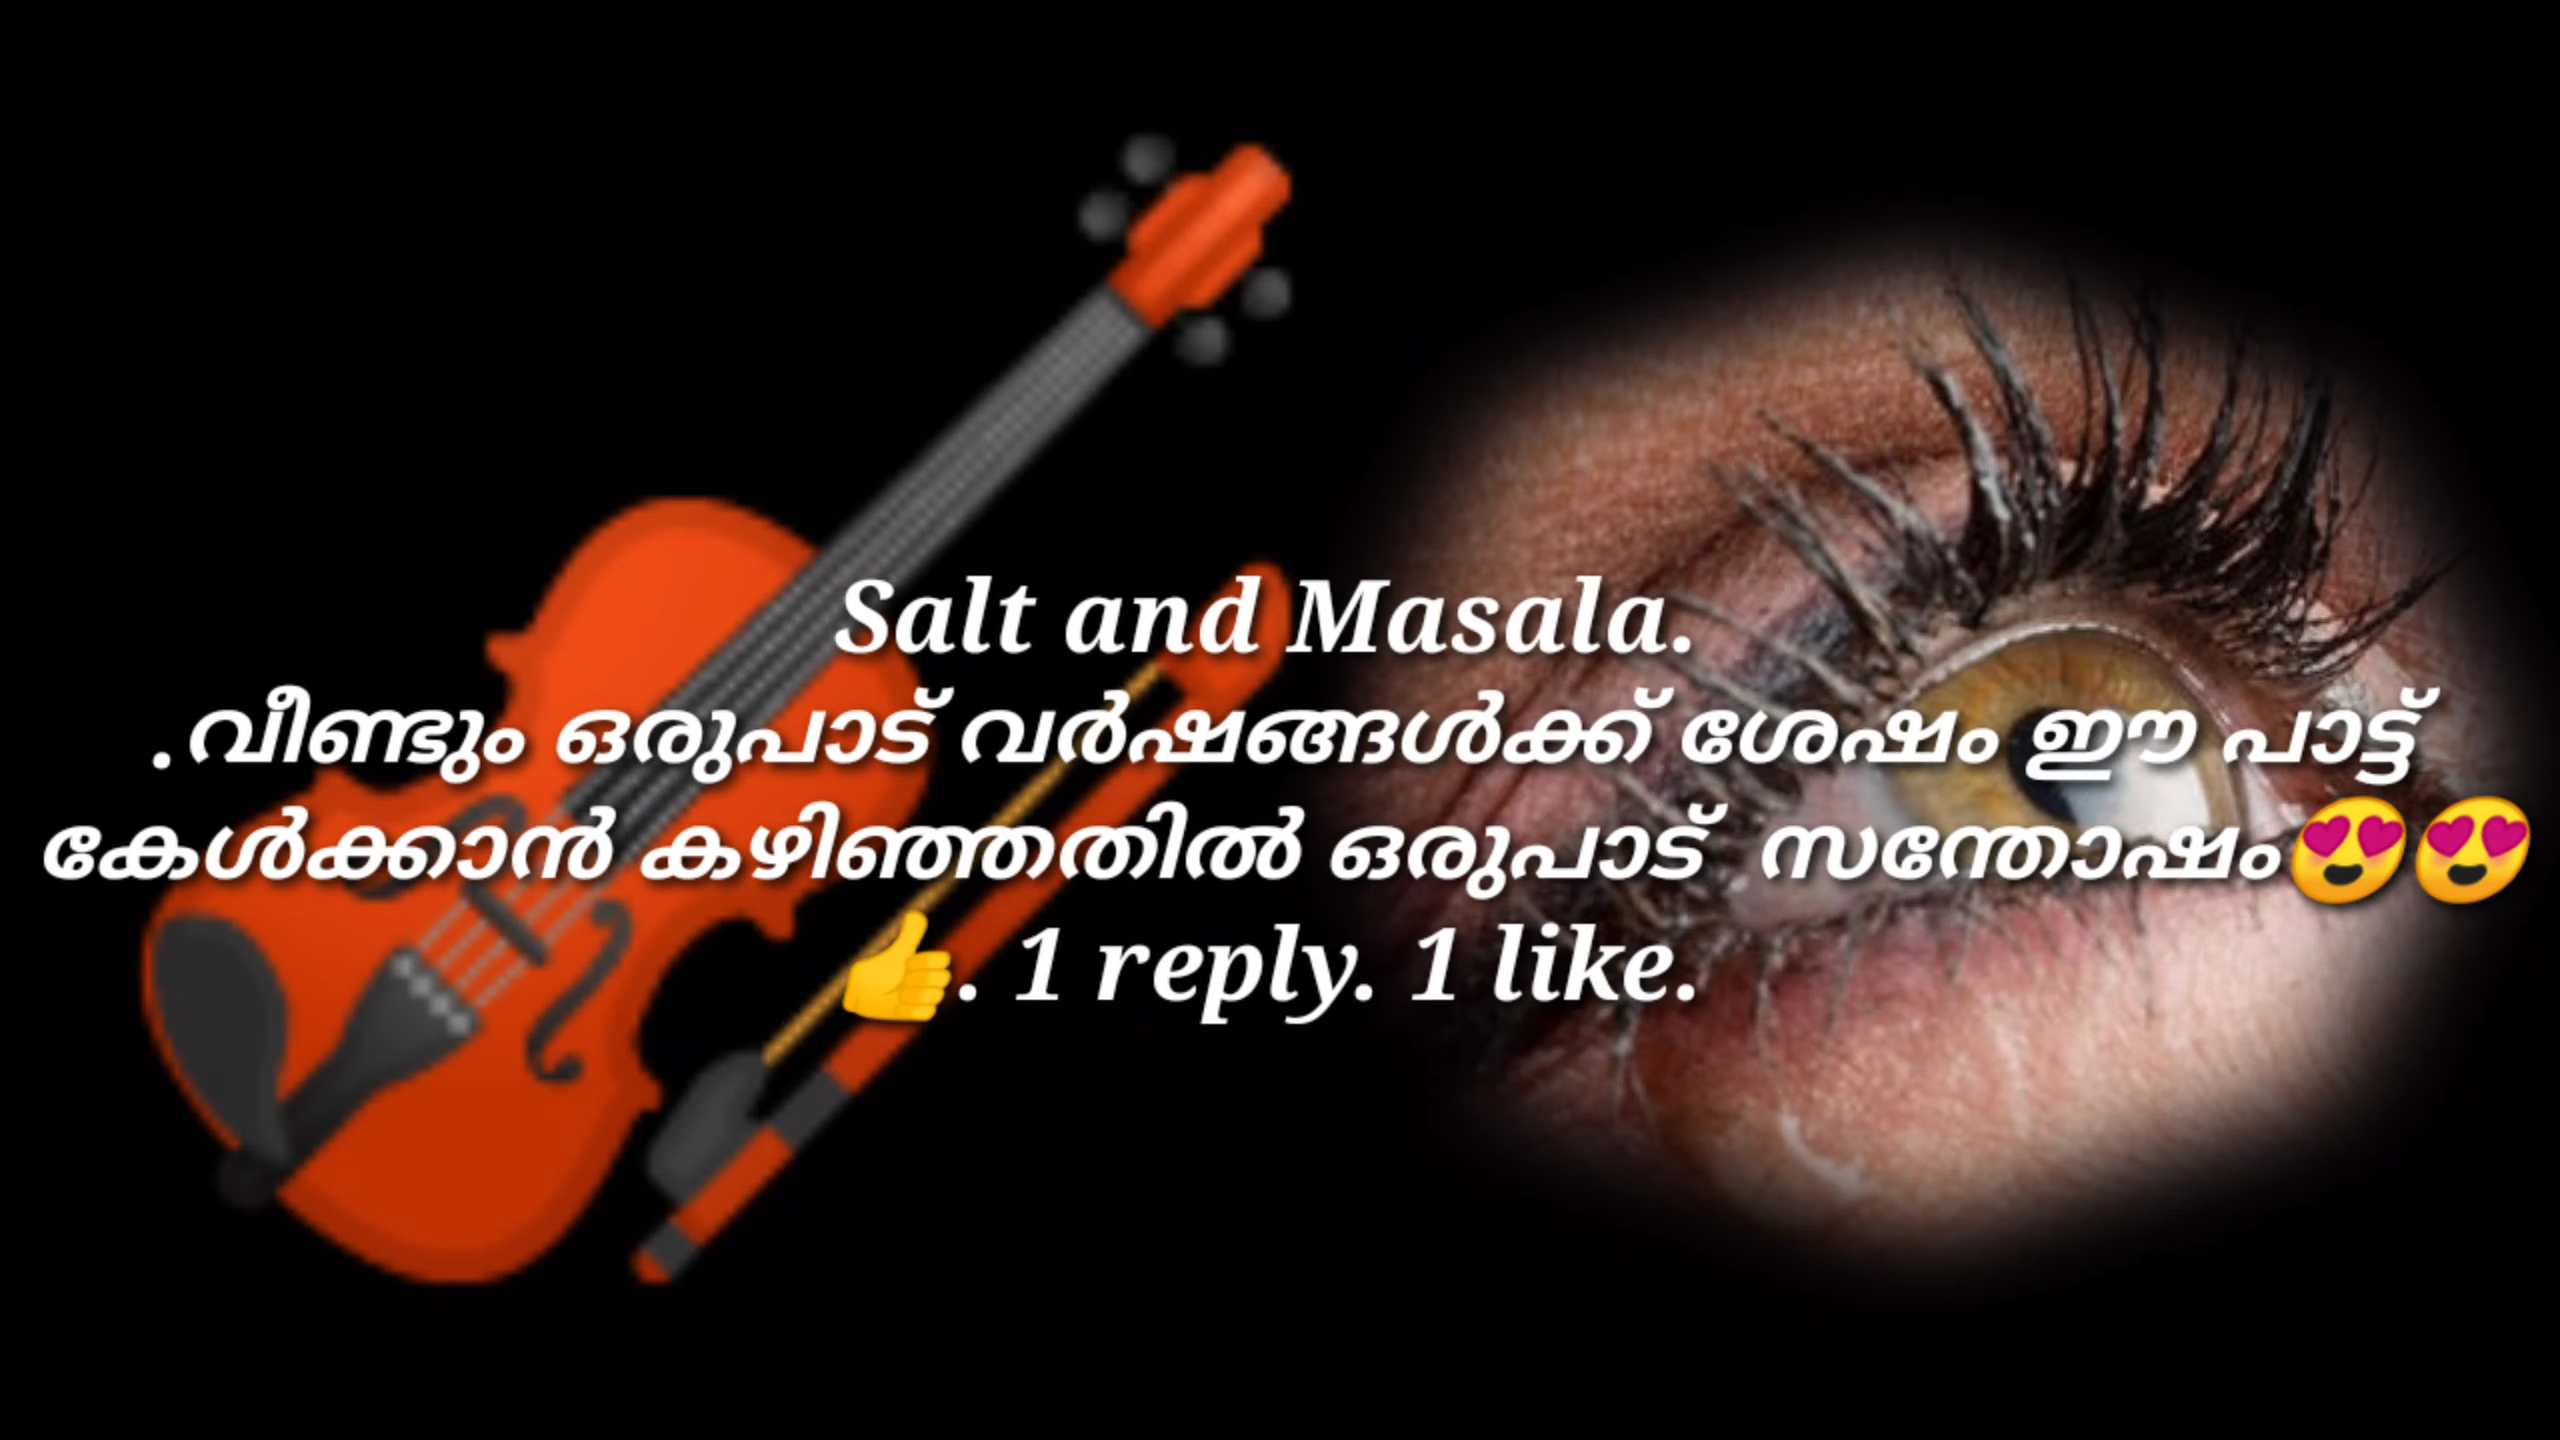 Salt and Masala.
.വീണ്ടും ഒരുപാട് വർഷങ്ങൾക്ക് ശേഷം ഈ പാട്ട്
കേൾക്കാൻ കഴിഞ്ഞതിൽ ഒരുപാട്  സന്തോഷം😍😍
👍. 1 reply. 1 like.